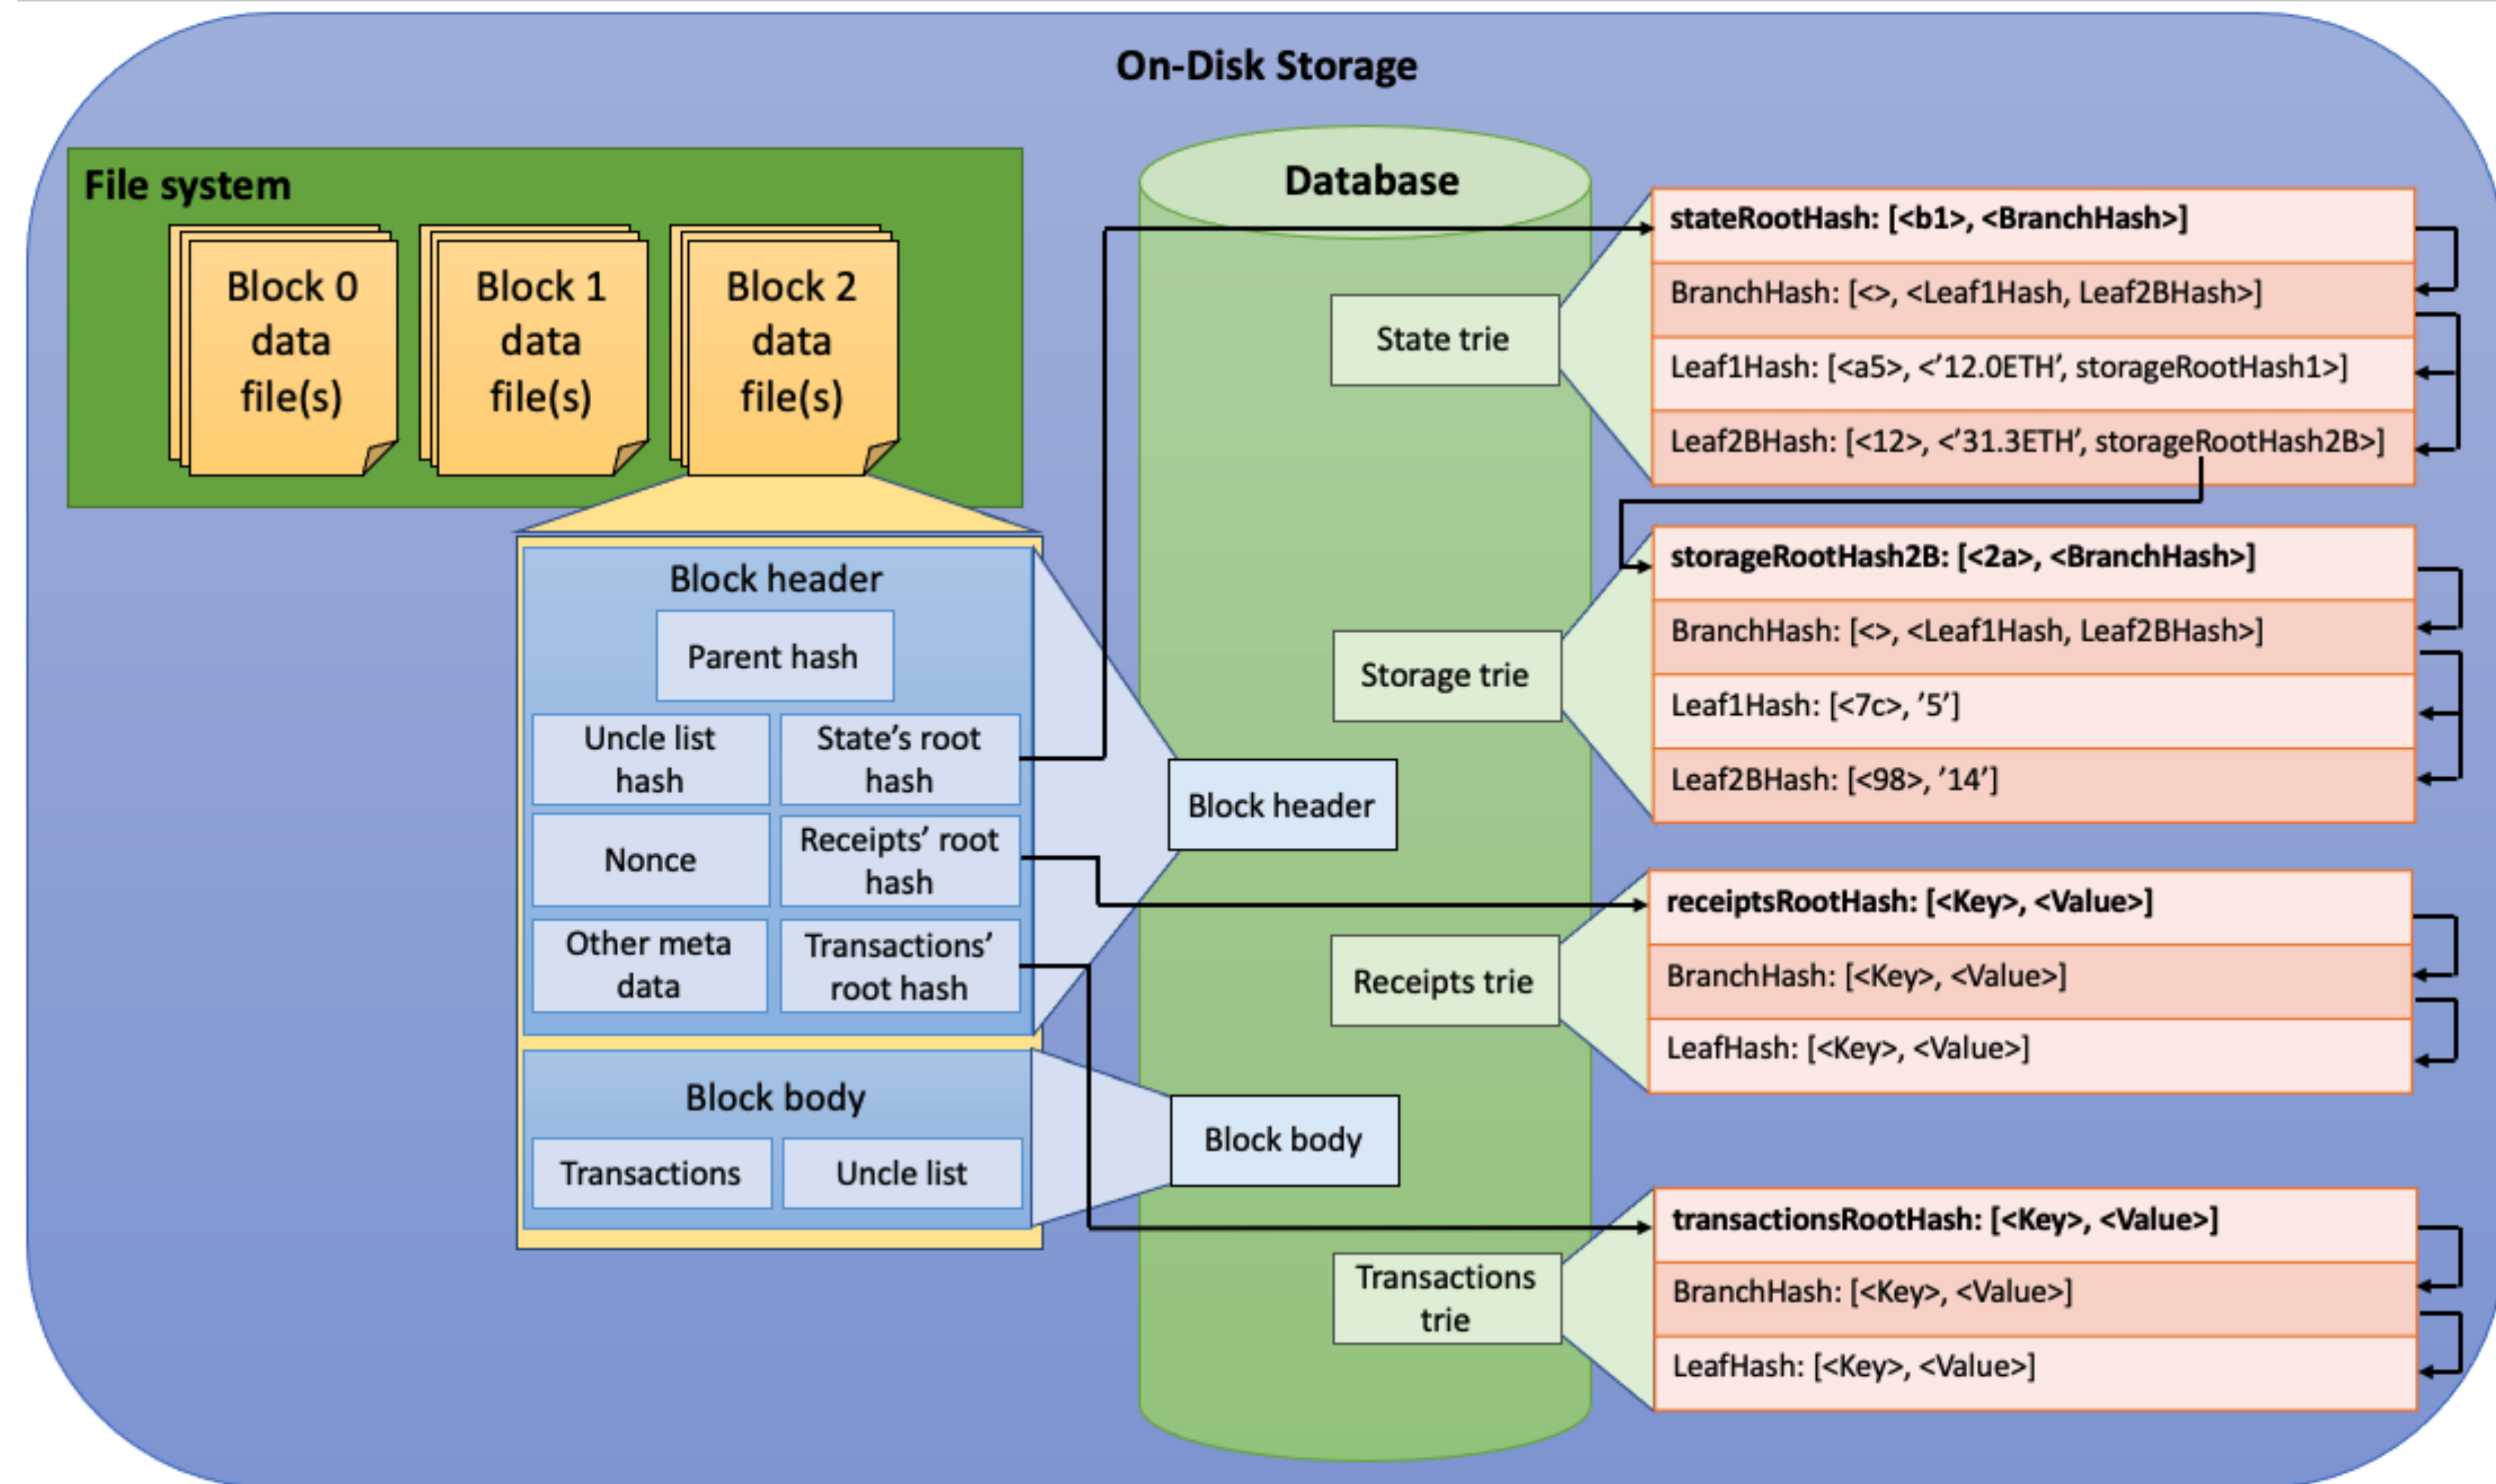 On-Disk Storage
File system
Block 0
data
file(s)
Block 1
data
file(s)
Block 2
data
file(s)
Block header
Parent hash
Uncle list
hash
State’s root
hash
Nonce
Receipts’ root
hash
Other meta
data
Transactions’
root hash
Block body
Transactions
Uncle list
Database
State trie
Storage trie
Block header
Receipts trie
Block body
Transactions
trie
stateRootHash: [<b1>, <BranchHash>]
BranchHash: [<>, <Leaf1Hash, Leaf2BHash>]
Leaf1Hash: [<a5>, <’12.0ETH’, storageRootHash1>]
Leaf2BHash: [<12>, <’31.3ETH’, storageRootHash2B>]
storageRootHash2B: [<2a>, <BranchHash>]
BranchHash: [<>, <Leaf1Hash, Leaf2BHash>]
Leaf1Hash: [<7c>, ’5’]
Leaf2BHash: [<98>, ’14’]
receiptsRootHash: [<Key>, <Value>]
BranchHash: [<Key>, <Value>]
LeafHash: [<Key>, <Value>]
transactionsRootHash: [<Key>, <Value>]
BranchHash: [<Key>, <Value>]
LeafHash: [<Key>, <Value>]